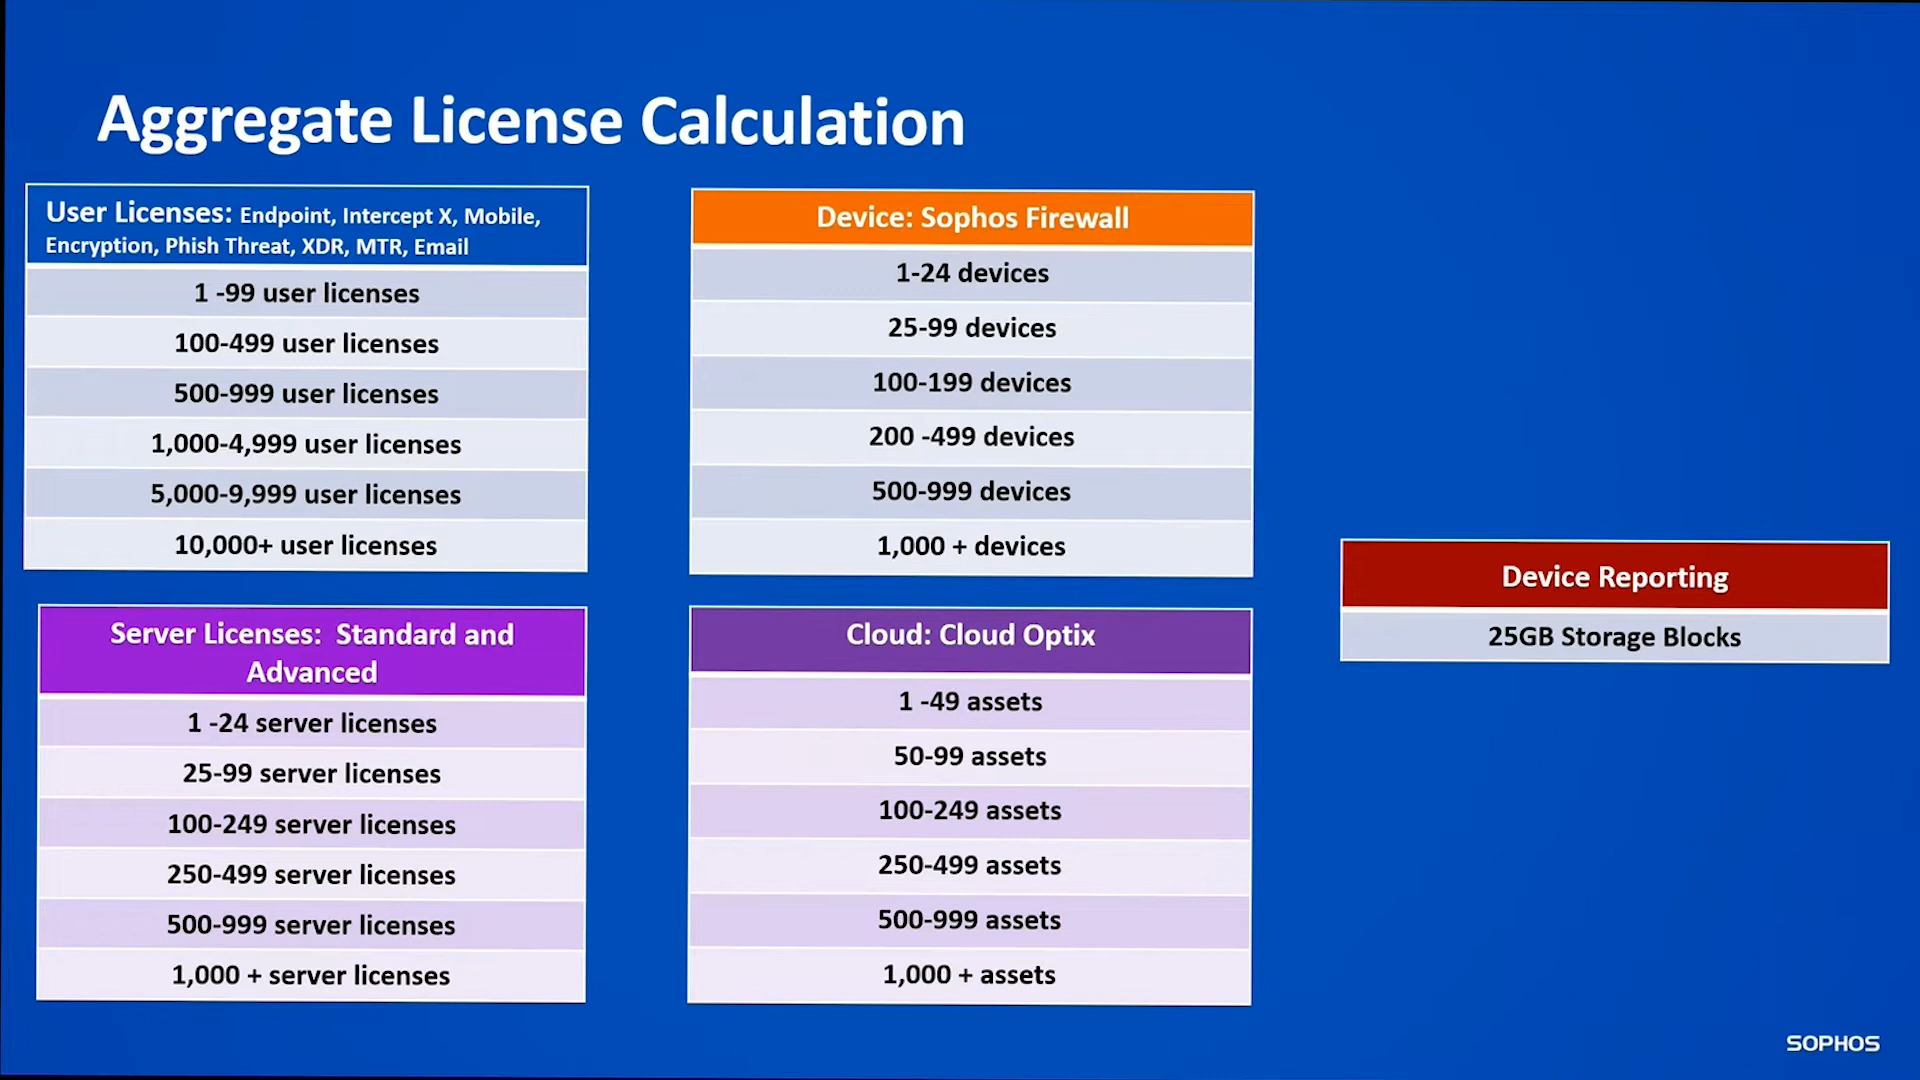 Aggregate License Calculation
User Licenses: Endpoint, Intercept X, Mobile,
Encryption, Phish Threat, XDR, MTR, Email
1 -99 user licenses
100-499 user licenses
500-999 user licenses
1,000-4,999 user licenses
5,000-9,999 user licenses
10,000+ user licenses
Device: Sophos Firewall
1-24 devices
25-99 devices
100-199 devices
200 -499 devices
500-999 devices
1,000 + devices
Server Licenses: Standard and
Advanced
1 -24 server licenses
25-99 server licenses
100-249 server licenses
250-499 server licenses
500-999 server licenses
1,000 + server licenses
Cloud: Cloud Optix
1 -49 assets
50-99 assets
100-249 assets
250-499 assets
500-999 assets
1,000 + assets
Device Reporting
25GB Storage Blocks
SOPHOS